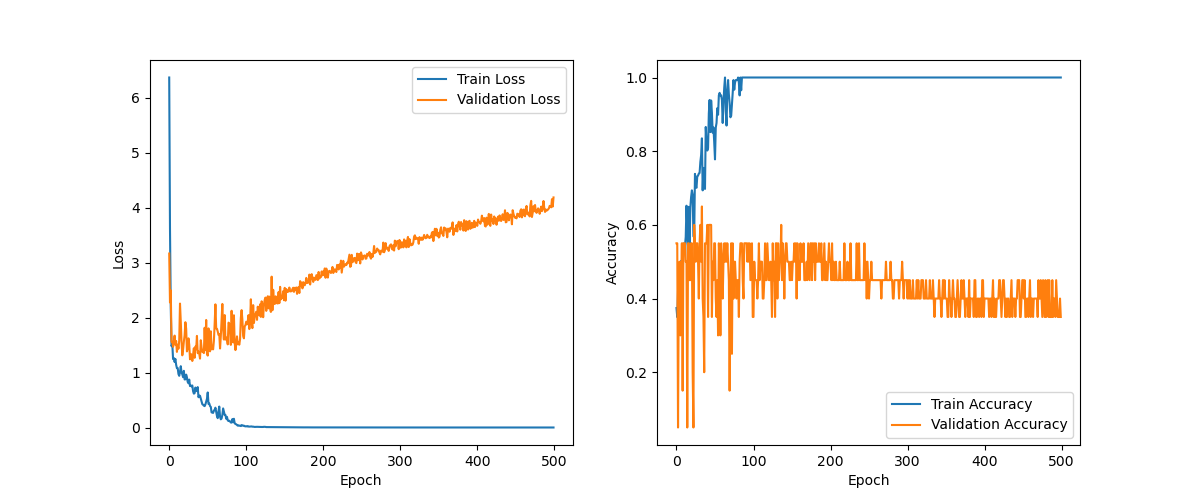 Train Loss
Validation Loss
6
5
4
3
2
1
0
Loss
0 100 200 300 400 500
Epoch
1.0
0.8
0.6
0.4
0.2
Accuracy
Train Accuracy
Validation Accuracy
0 100 200 300 400 500
Epoch